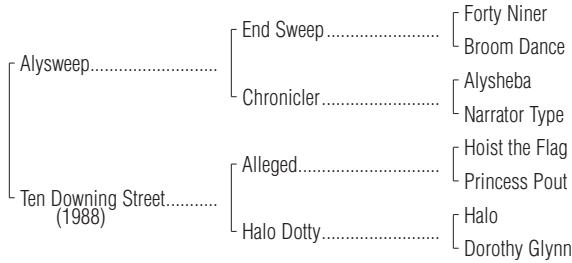 Forty Niner
End Sweep
Broom Dance
Alysweep
Alysheba
Chronicler
Narrator Type
Hoist the Flag
Alleged
Princess Pout
Ten Downing Street
(1988)
Halo
Halo Dotty
Dorothy Glynn